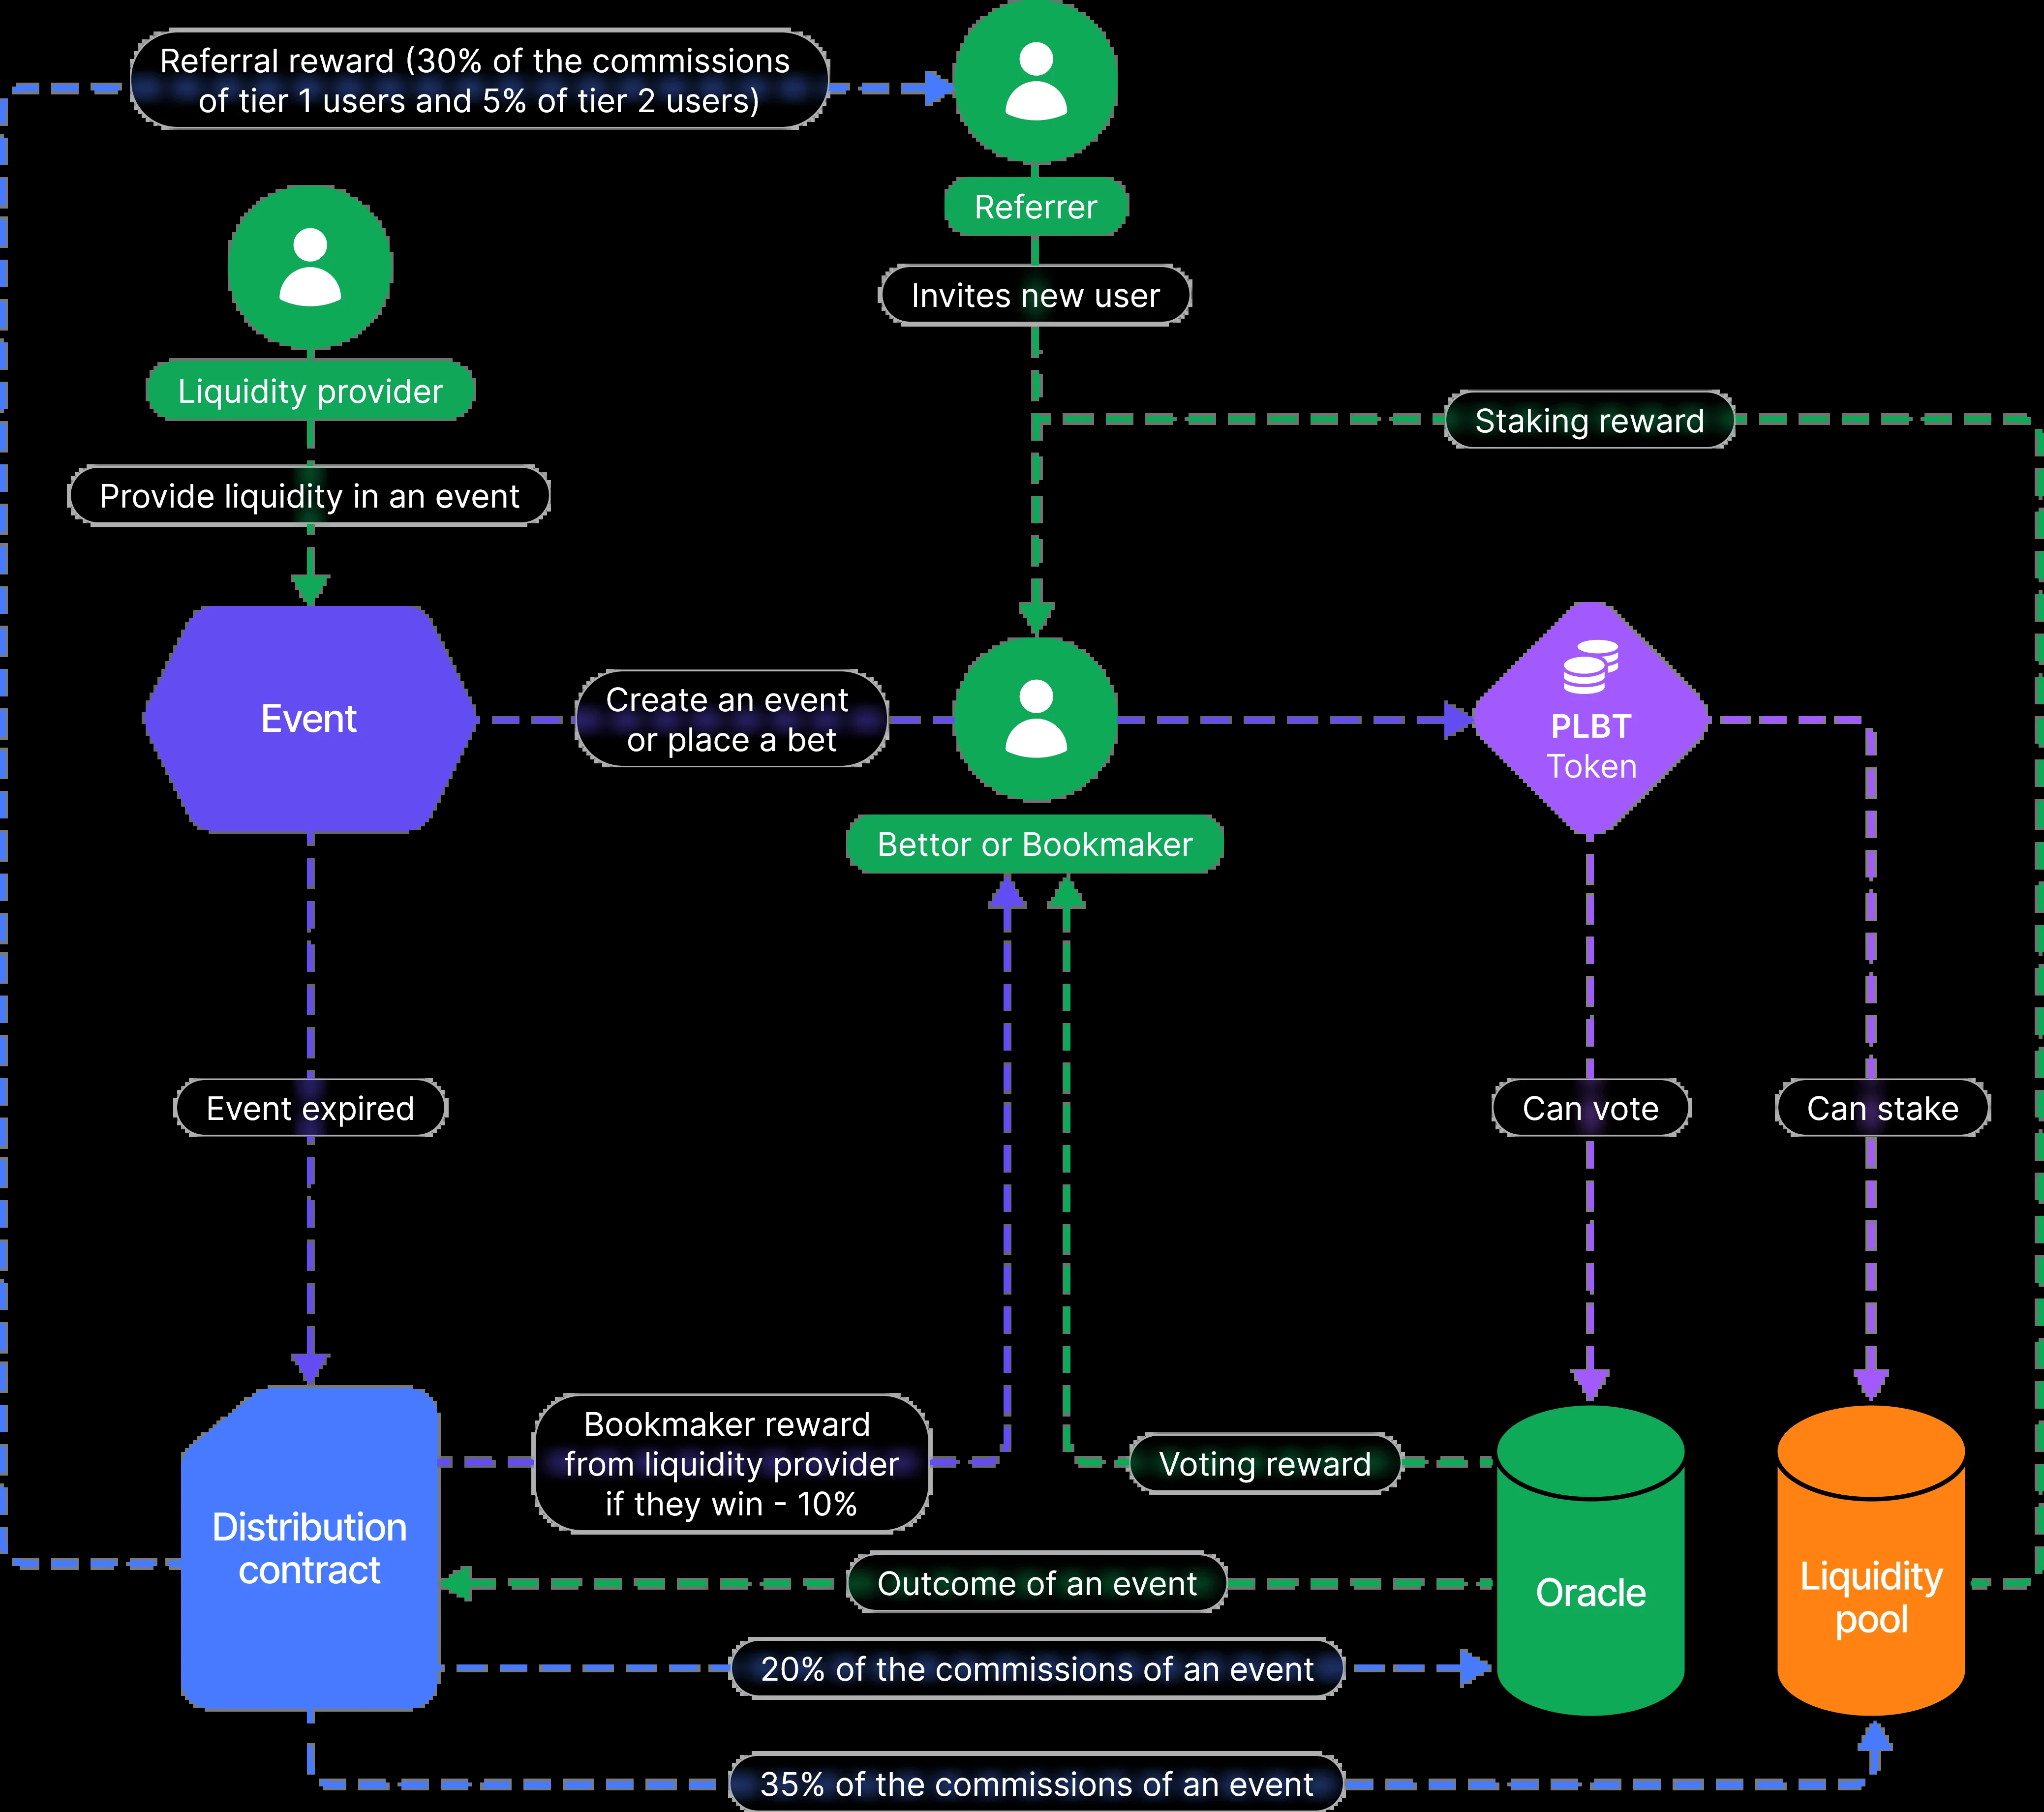 Referral reward (30% of the commissions
of tier 1 users and 5% of tier 2 users)
Referrer
Invites new user
Liquidity provider
Staking reward
Provide liquidity in an event
Event
Create an event
or place a bet
PLBT
Token
Bettor or Bookmaker
Event expired
Can vote
Can stake
Bookmaker reward
from liquidity provider
if they win - 10%
Voting reward
Distribution
contract
Outcome of an event
Oracle
Liquidity
pool
20% of the commissions of an event
35% of the commissions of an event